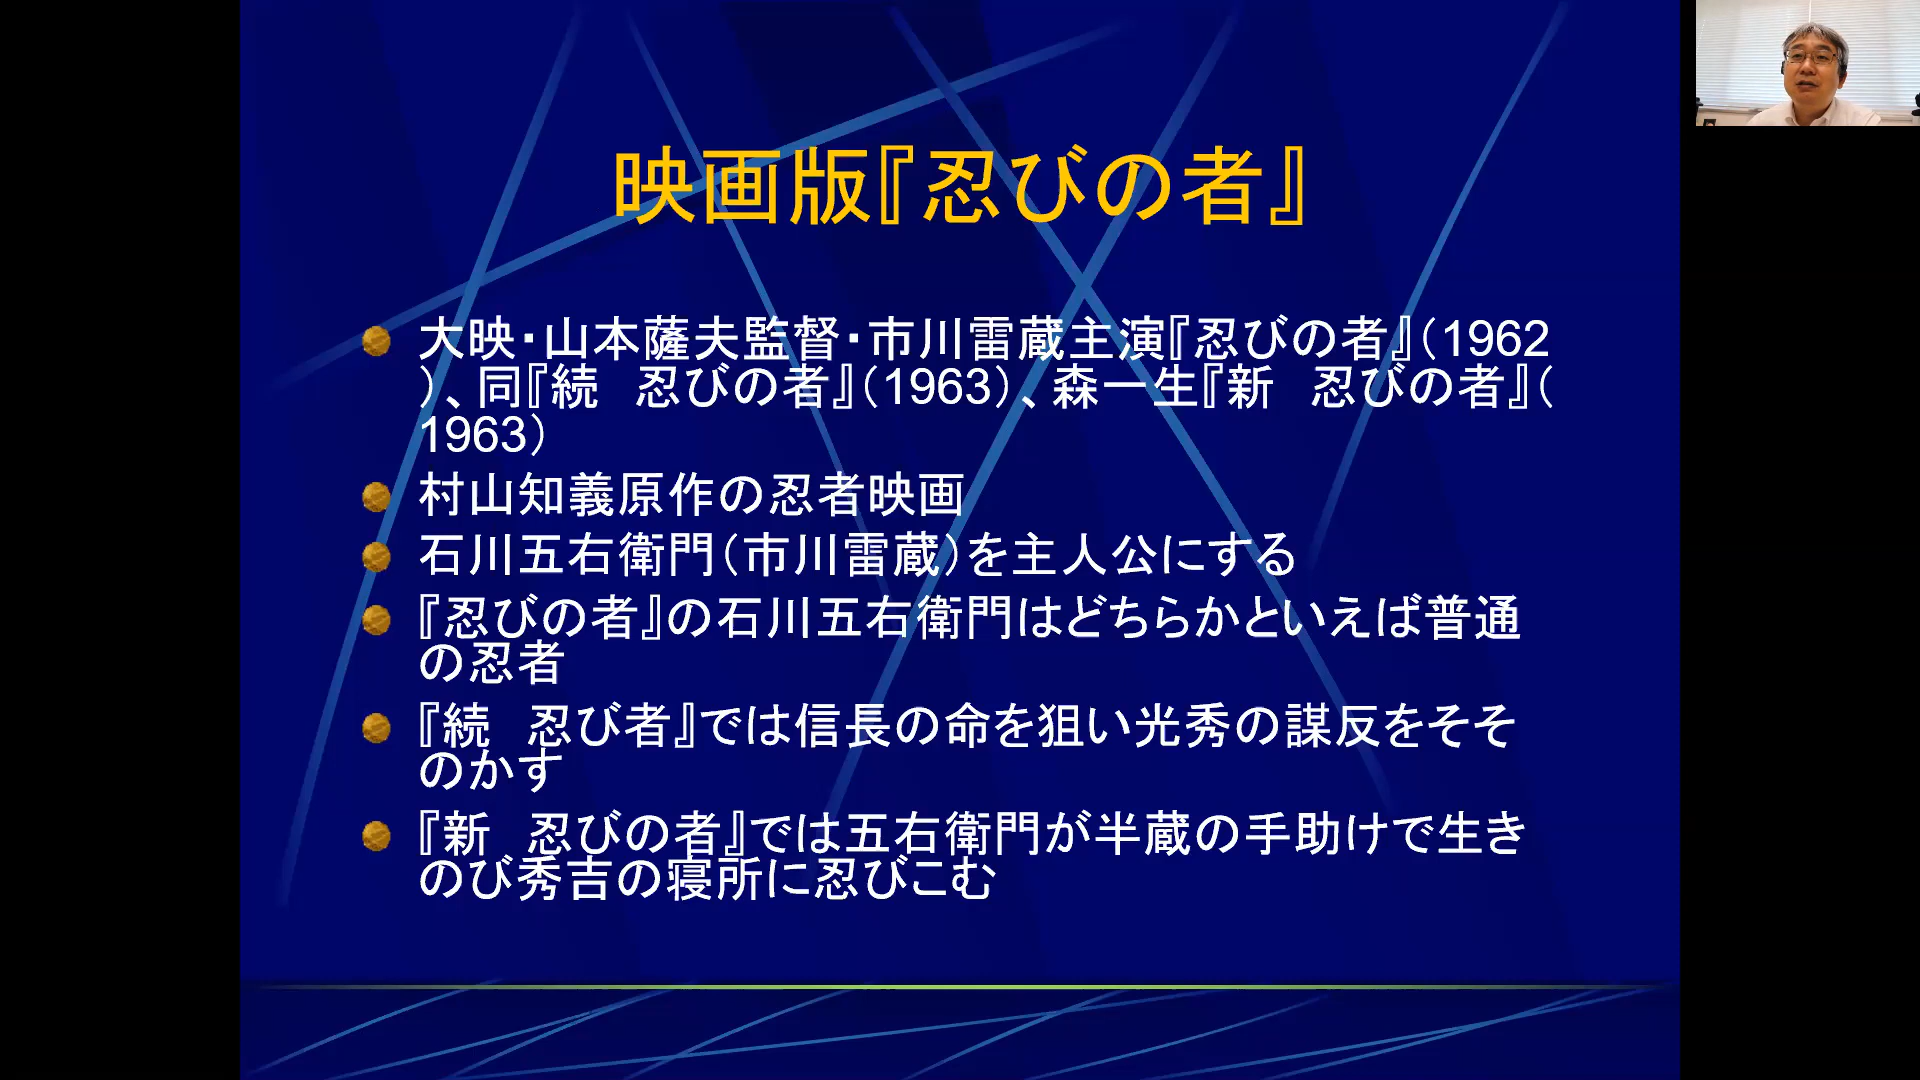 映画版『忍びの者』
大映・山本薩夫監督・市川雷蔵主演『忍びの者』（1962
）、同『続　忍びの者』（1963）、森一生『新　忍びの者』（
1963）
村山知義原作の忍者映画
石川五右衛門（市川雷蔵）を主人公にする
『忍びの者』の石川五右衛門はどちらかといえば普通
の忍者
『続　忍び者』では信長の命を狙い光秀の謀反をそそ
のかす
『新　忍びの者』では五右衛門が半蔵の手助けで生き
のび秀吉の寝所に忍びこむ